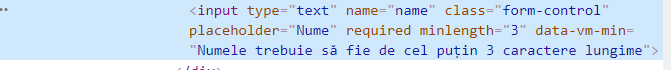 <input type="text" name="name" class="form-control"
placeholder="Nume" required minlength="3" data-vm-min=
"Numele trebuie să fie de cel puțin 3 caractere lungime">
</div>